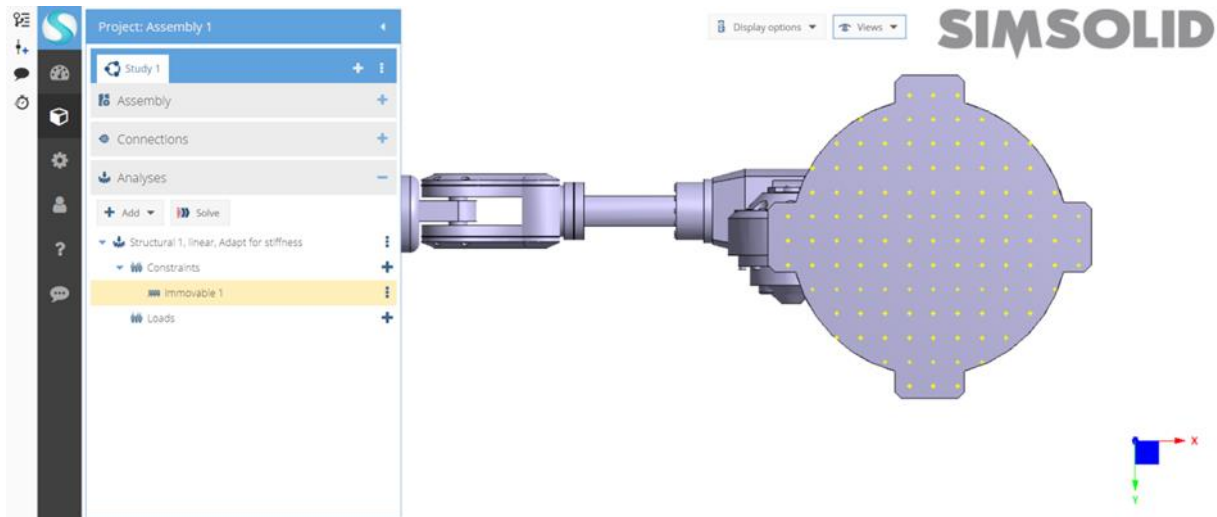 Project: Assembly 1
Display options
Views
SIMSOLID
Study 1
Assembly
Connections
Analyses
Add
Solve
Structural 1, linear, Adapt for stiffness
Constraints
Immovable 1
Loads
?
X
Y